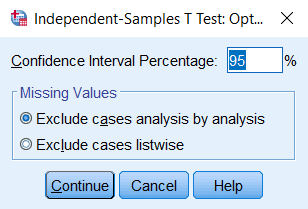 Independent-Samples T Test: Opt...
Confidence Interval Percentage: 95 %
Missing Values
Exclude cases analysis by analysis
Exclude cases listwise
Continue Cancel Help